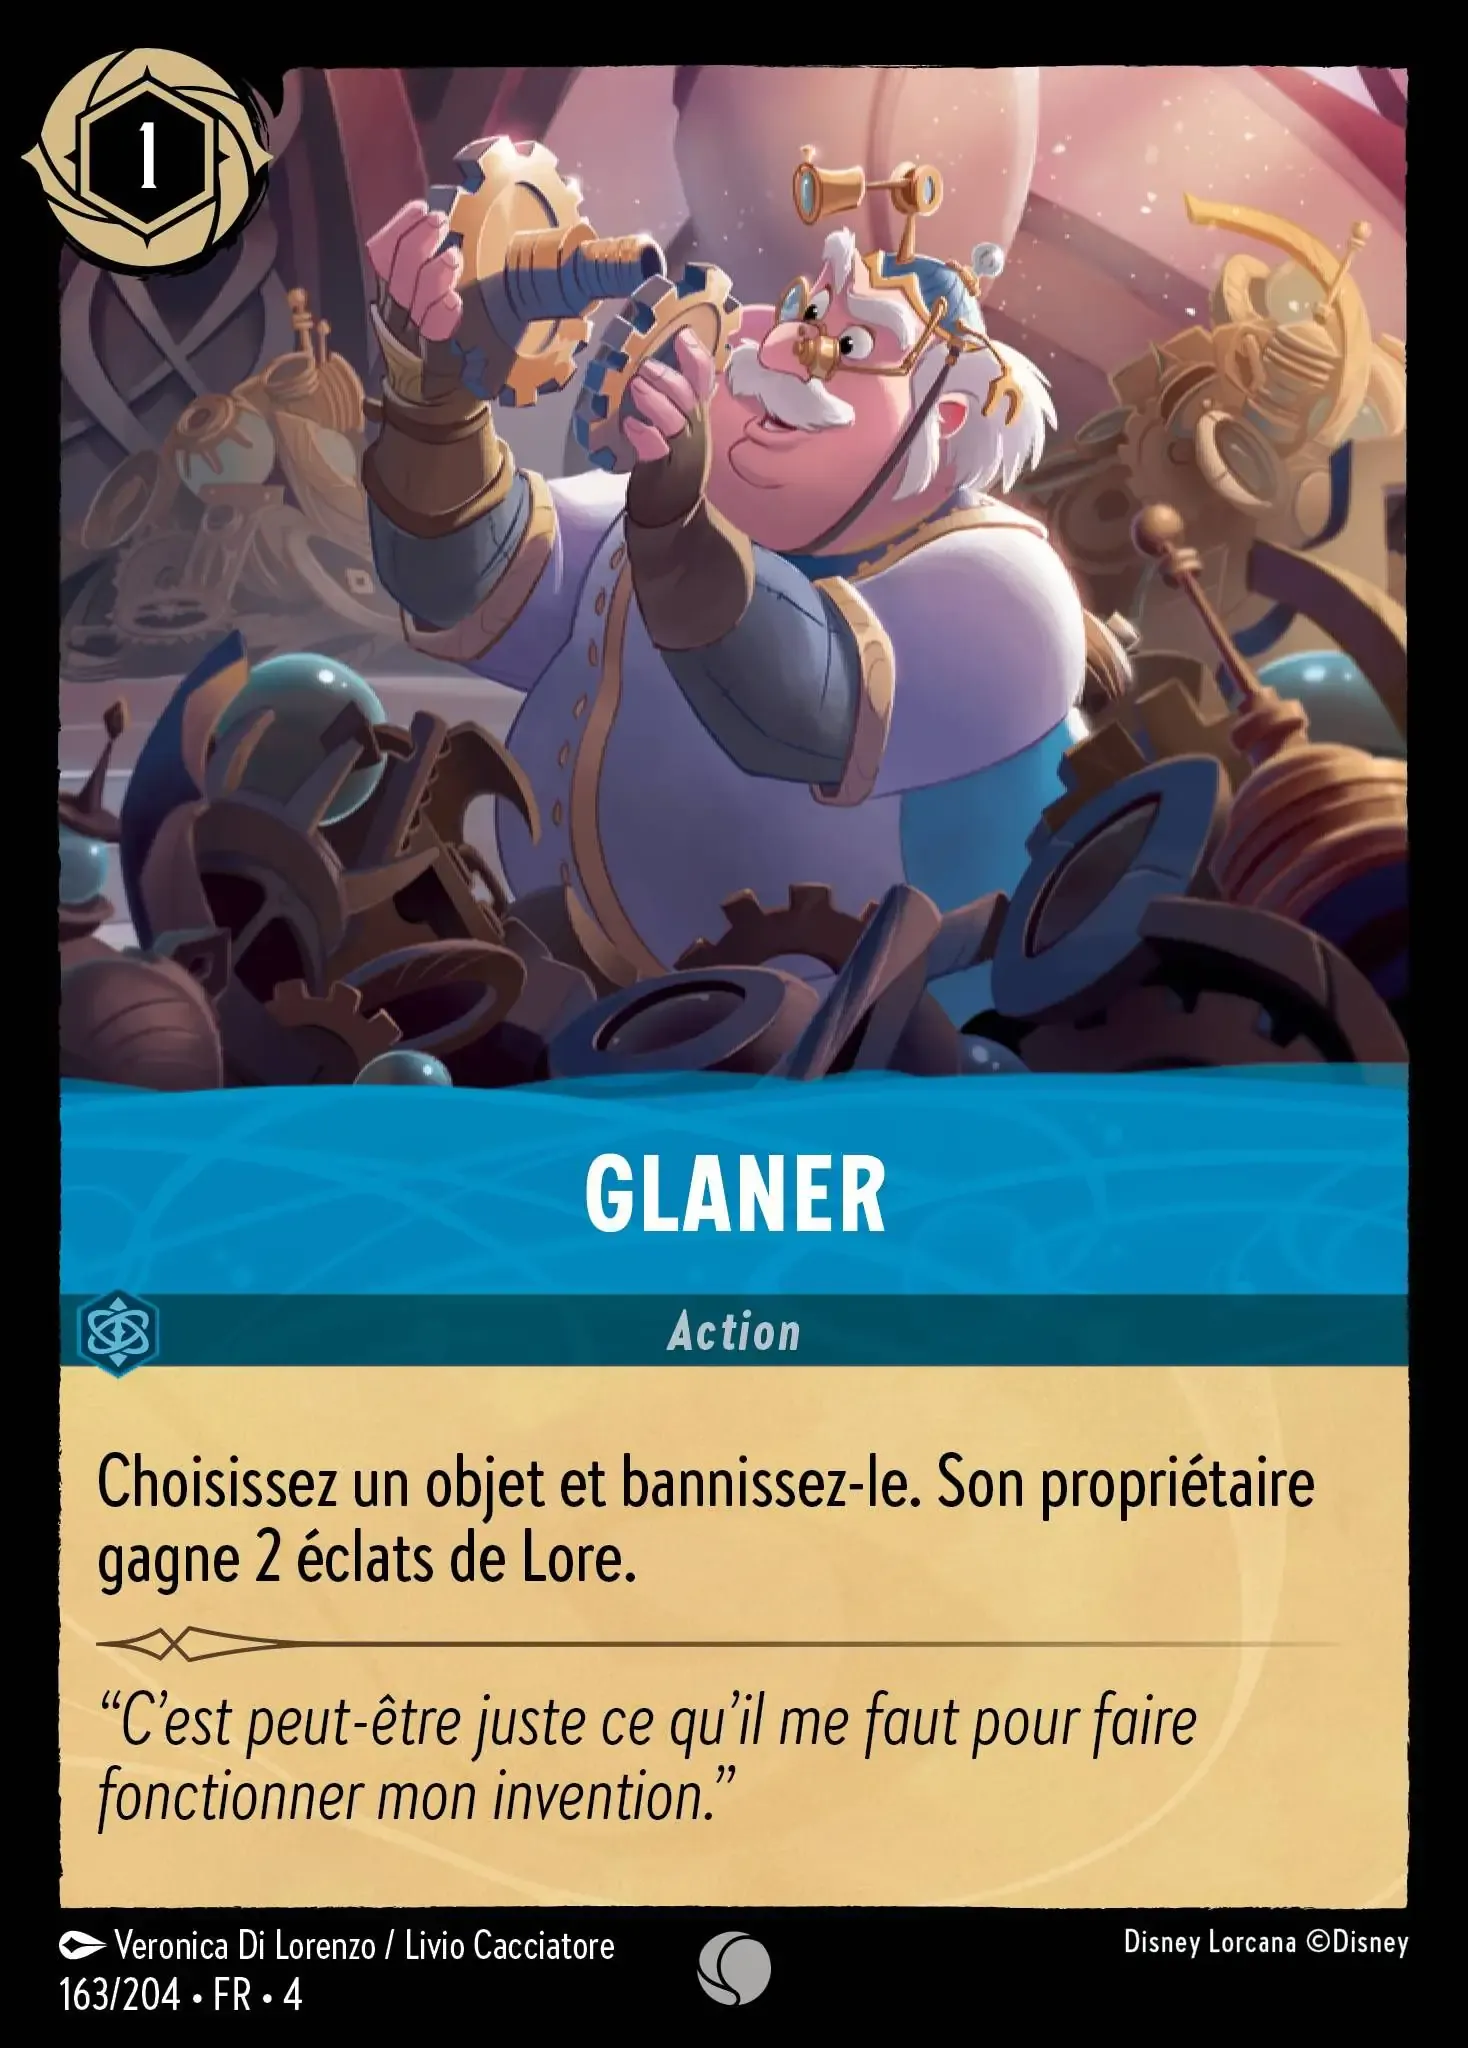 1
GLANER
Action
Choisissez un objet et bannissez-le. Son propriétaire
gagne 2 éclats de Lore.
“C’est peut-être juste ce qu’il me faut pour faire
fonctionner mon invention.”
Veronica Di Lorenzo / Livio Cacciatore
Disney Lorcana ©Disney
163/204 • FR • 4